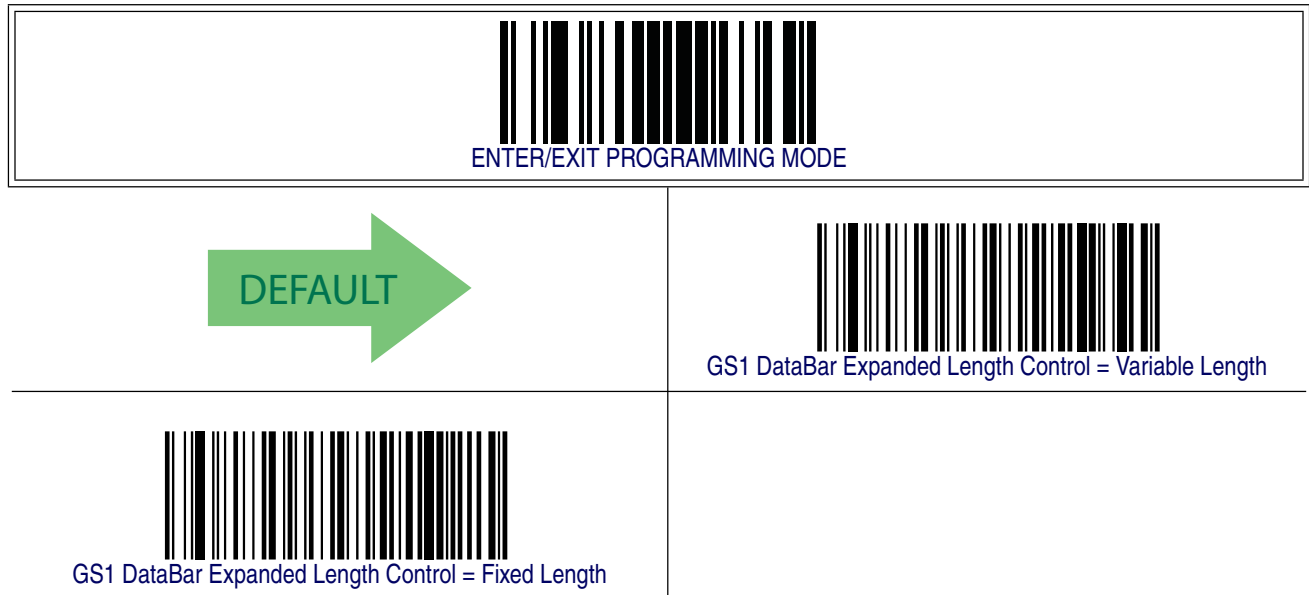 ENTER/EXIT PROGRAMMING MODE
DEFAULT
GS1 DataBar Expanded Length Control = Variable Length
GS1 DataBar Expanded Length Control = Fixed Length